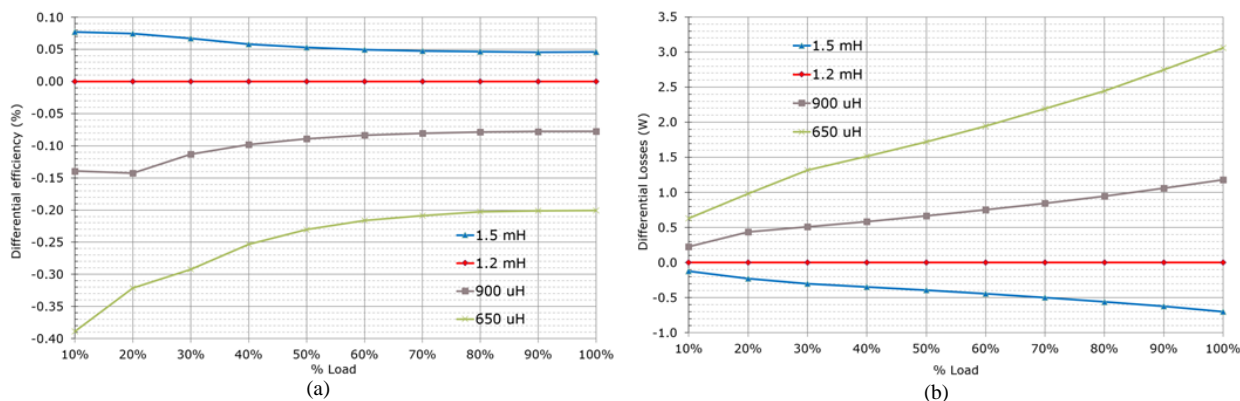 Differential efficiency (%)
0.10
0.05
0.00
-0.05
-0.10
-0.15
-0.20
-0.25
-0.30
-0.35
-0.40
1.5 mH
1.2 mH
900 uH
650 uH
10% 20% 30% 40% 50% 60% 70% 80% 90% 100%
% Load
(a)
Differential Losses (W)
3.5
3.0
2.5
2.0
1.5
1.0
0.5
0.0
-0.5
-1.0
1.5 mH
1.2 mH
900 uH
650 uH
10% 20% 30% 40% 50% 60% 70% 80% 90% 100%
% Load
(b)